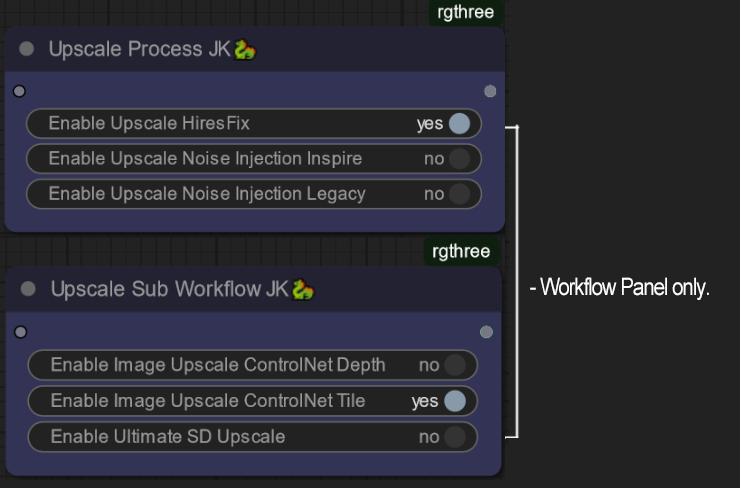 rgthree
Upscale Process JK🐉
Enable Upscale HiresFix yes
Enable Upscale Noise Injection Inspire no
Enable Upscale Noise Injection Legacy no
rgthree
Upscale Sub Workflow JK🐉
- Workflow Panel only.
Enable Image Upscale ControlNet Depth no
Enable Image Upscale ControlNet Tile yes
Enable Ultimate SD Upscale no